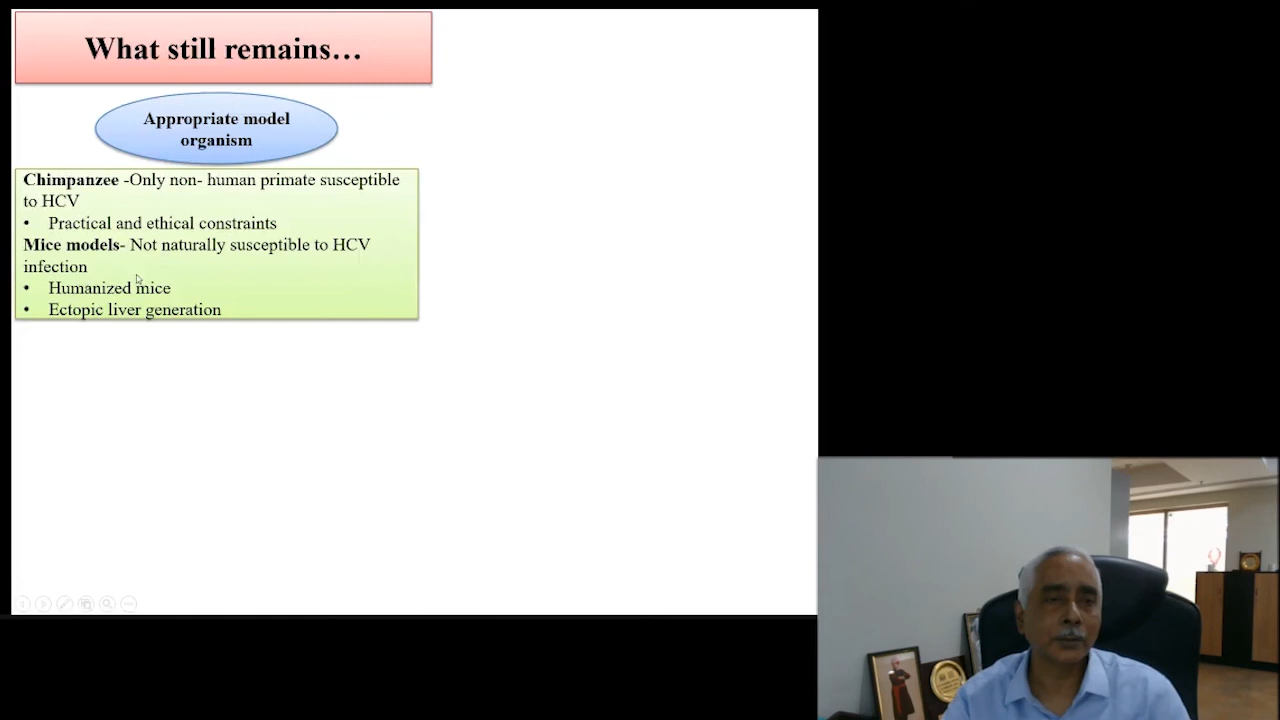 What still remains…
Appropriate model
organism
Chimpanzee -Only non- human primate susceptible
to HCV
• Practical and ethical constraints
Mice models- Not naturally susceptible to HCV
infection
• Humanized mice
• Ectopic liver generation